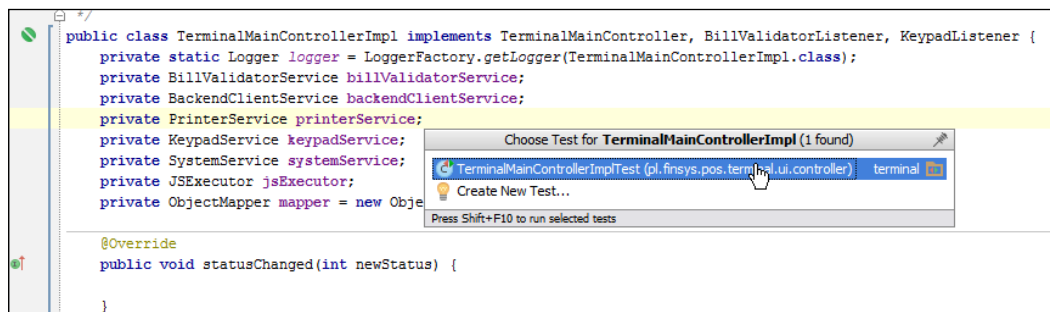 */
public class TerminalMainControllerImpl implements TerminalMainController, BillValidatorListener, KeypadListener {
private static Logger logger = LoggerFactory.getLogger(TerminalMainControllerImpl.class);
private BillValidatorService billValidatorService;
private BackendClientService backendClientService;
private PrinterService printerService;
private KeypadService keypadService;
Choose Test for TerminalMainControllerImpl (1 found)
private SystemService systemService;
TerminalMainControllerImplTest (pl.finsys.pos.terminal.ui.controller) terminal
private JSExecutor jsExecutor;
Create New Test...
private ObjectMapper mapper = new Obje
Press Shift+F10 to run selected tests
@Override
public void statusChanged(int newStatus) {
}